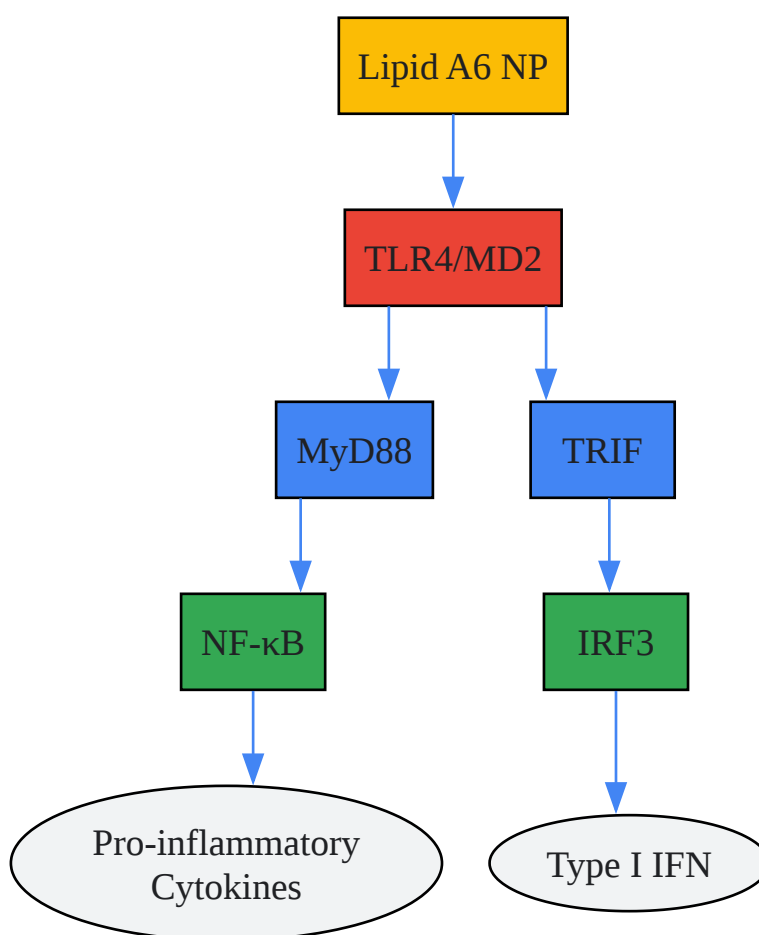 Lipid A6 NP
TLR4/MD2
MyD88
TRIF
NF-κB
IRF3
Pro-inflammatory
Cytokines
Type I IFN